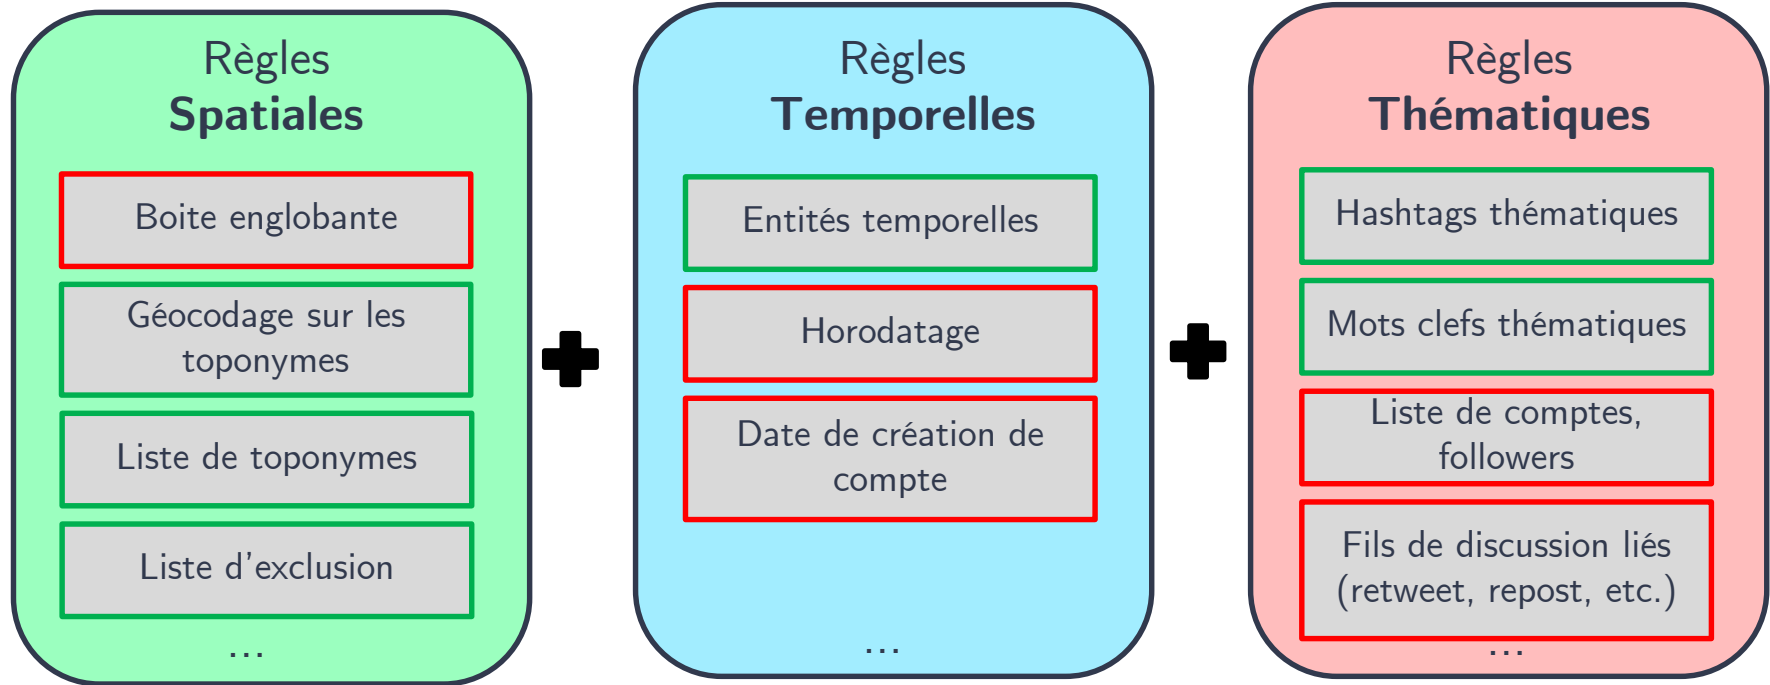 Règles
Spatiales
Boite englobante
Géocodage sur les
toponymes
Liste de toponymes
Liste d'exclusion
...
Règles
Temporelles
Entités temporelles
Horodatage
Date de création de
compte
...
Règles
Thématiques
Hashtags thématiques
Mots clefs thématiques
Liste de comptes,
followers
Fils de discussion liés
(retweet, repost, etc.)
...